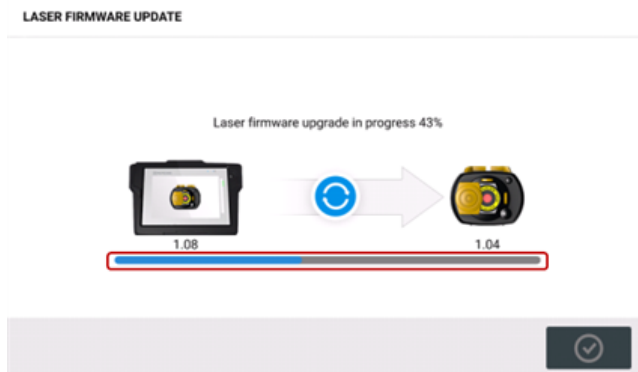 LASER FIRMWARE UPDATE
Laser firmware upgrade in progress 43%
1.08
1.04